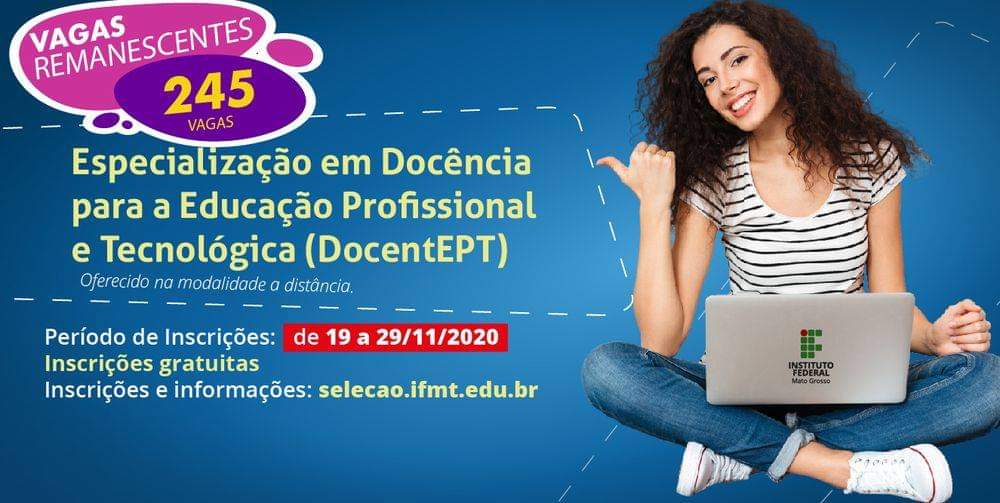 VAGAS
REMANESCENTES
245
VAGAS
Especialização em Docência
para a Educação Profissional
e Tecnológica (DocentEPT)
Oferecido na modalidade a distância.
Período de Inscrições: de 19 a 29/11/2020
Inscrições gratuitas
Inscrições e informações: selecao.ifmt.edu.br
INSTITUTO
FEDERAL
Mato Grosso